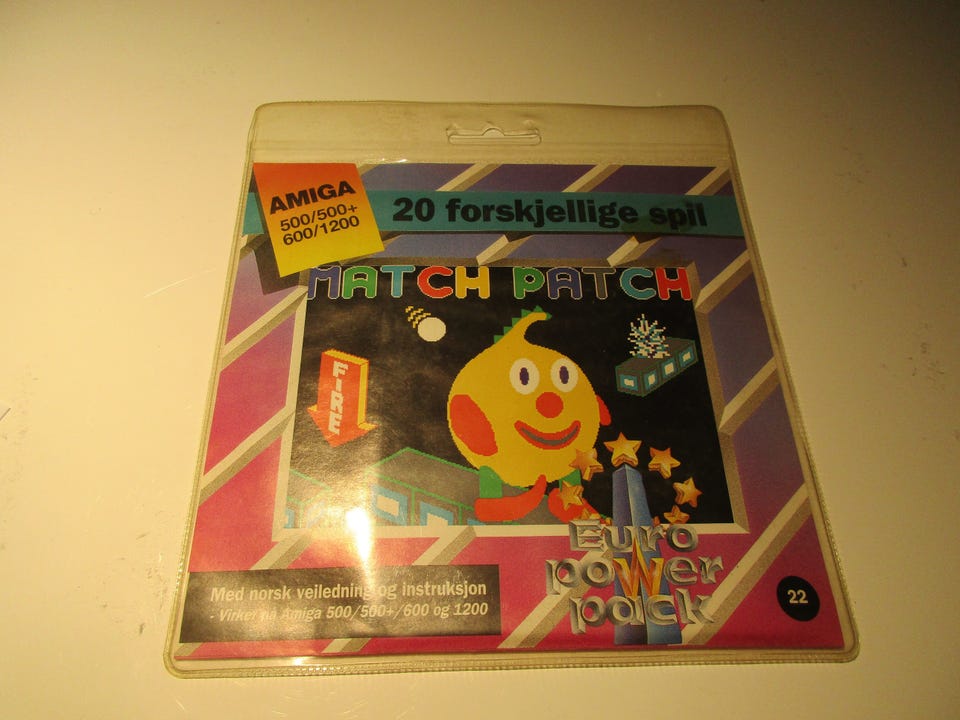 AMIGA
500/500+
600/1200
20 forskjellige spil
MATCH PATCH
FIRE
Euro
power
pack
Med norsk veiledning og instruksjon
- Virker på Amiga 500/500+/600 og 1200
22